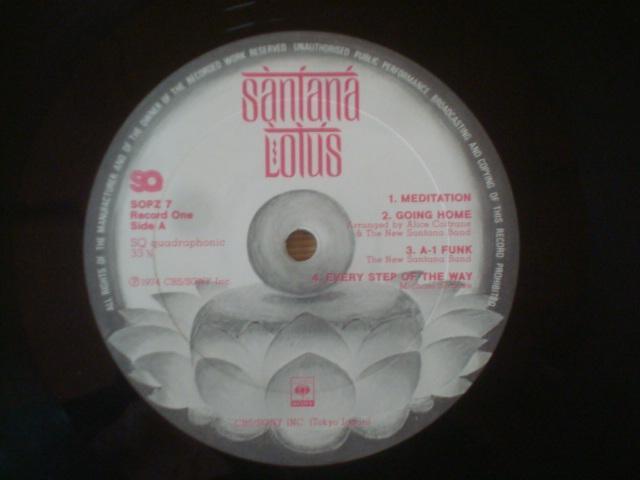 ALL RIGHTS OF THE MANUFACTURER AND OF THE OWNER OF THE RECORDED WORK RESERVED UNAUTHORISED PUBLIC PERFORMANCE BROADCASTING AND COPYING OF THIS RECORD PROHIBITED
Santana
Lotus
SQ
SOPZ 7
Record One
Side A
SQ quadraphonic
33⅓
℗ 1974 CBS/SONY Inc.
1. MEDITATION
2. GOING HOME
Arranged by Alice Coltrane
& The New Santana Band
3. A-1 FUNK
The New Santana Band
4. EVERY STEP OF THE WAY
SONY
CBS/SONY INC. (Tokyo Japan)